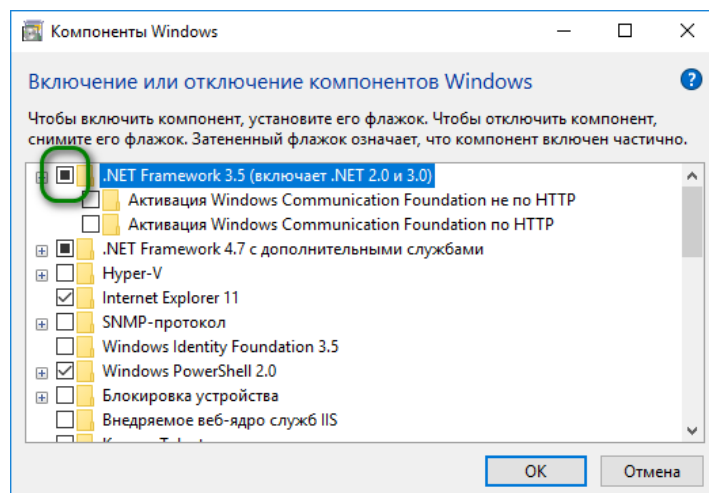 Компоненты Windows
Включение или отключение компонентов Windows
Чтобы включить компонент, установите его флажок. Чтобы отключить компонент,
снимите его флажок. Затененный флажок означает, что компонент включен частично.
.NET Framework 3.5 (включает .NET 2.0 и 3.0)
Активация Windows Communication Foundation не по HTTP
Активация Windows Communication Foundation по HTTP
.NET Framework 4.7 с дополнительными службами
Hyper-V
Internet Explorer 11
SNMP-протокол
Windows Identity Foundation 3.5
Windows PowerShell 2.0
Блокировка устройства
Внедряемое веб-ядро служб IIS
OK
Отмена